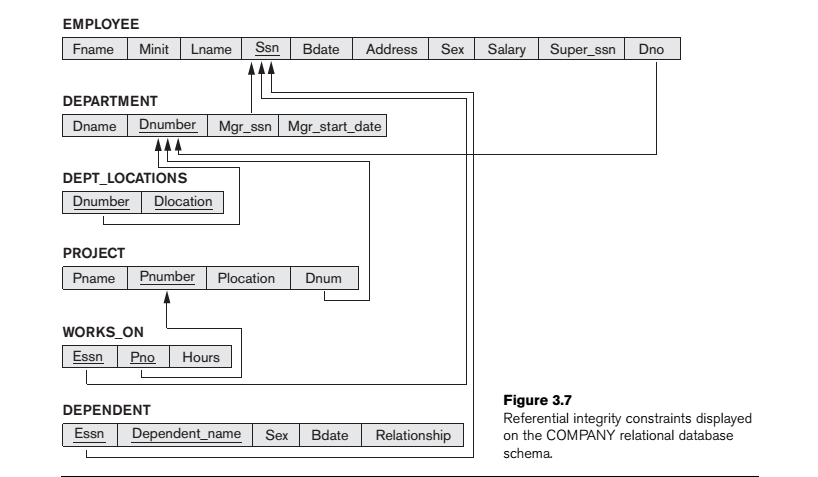 EMPLOYEE
Fname Minit Lname Ssn Bdate Address Sex Salary Super_ssn Dno
DEPARTMENT
Dname Dnumber Mgr_ssn Mgr_start_date
DEPT_LOCATIONS
Dnumber Dlocation
PROJECT
Pname Pnumber Plocation Dnum
WORKS_ON
Essn Pno Hours
DEPENDENT
Essn Dependent_name Sex Bdate Relationship
Figure 3.7
Referential integrity constraints displayed
on the COMPANY relational database
schema.